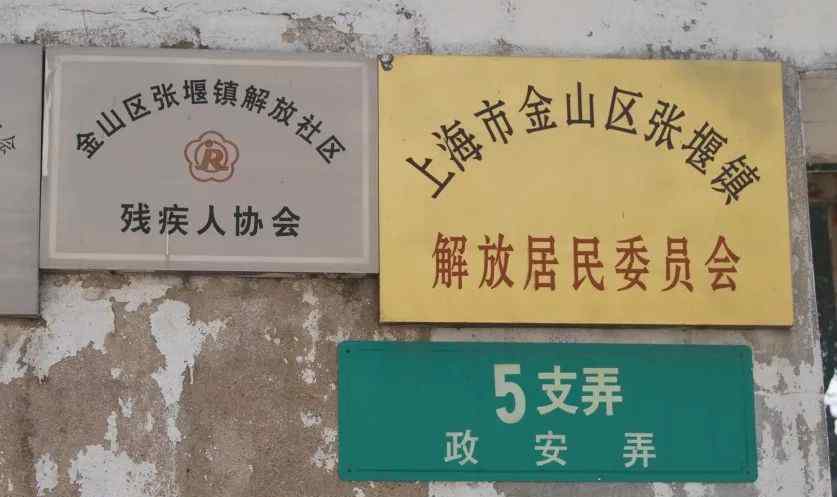 金山区张堰镇解放社区
残疾人协会
上海市金山区张堰镇
解放居民委员会
5支弄
政安弄